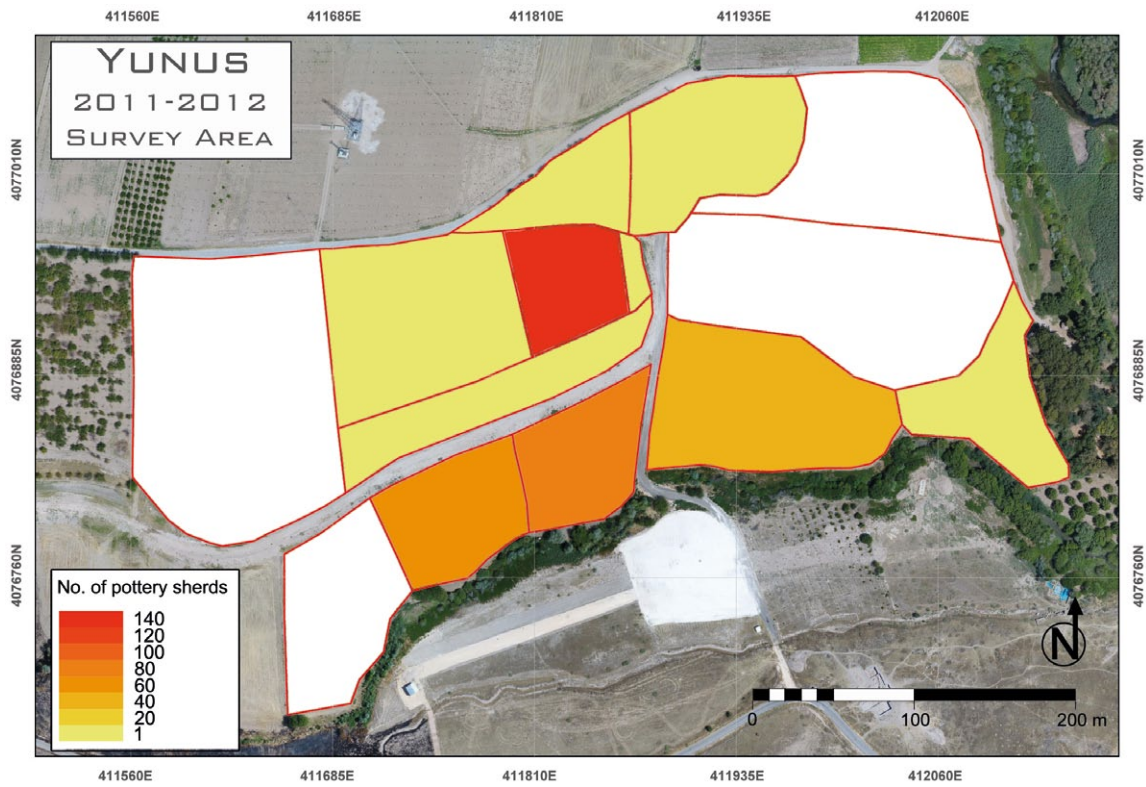 411560E 411685E 411810E 411935E 412060E
YUNUS
2011-2012
SURVEY AREA
4077010N 4077010N
4076885N 4076885N
4076760N 4076760N
No. of pottery sherds
140
120
100
80
60
40
20
1
N
0 100 200 m
411560E 411685E 411810E 411935E 412060E